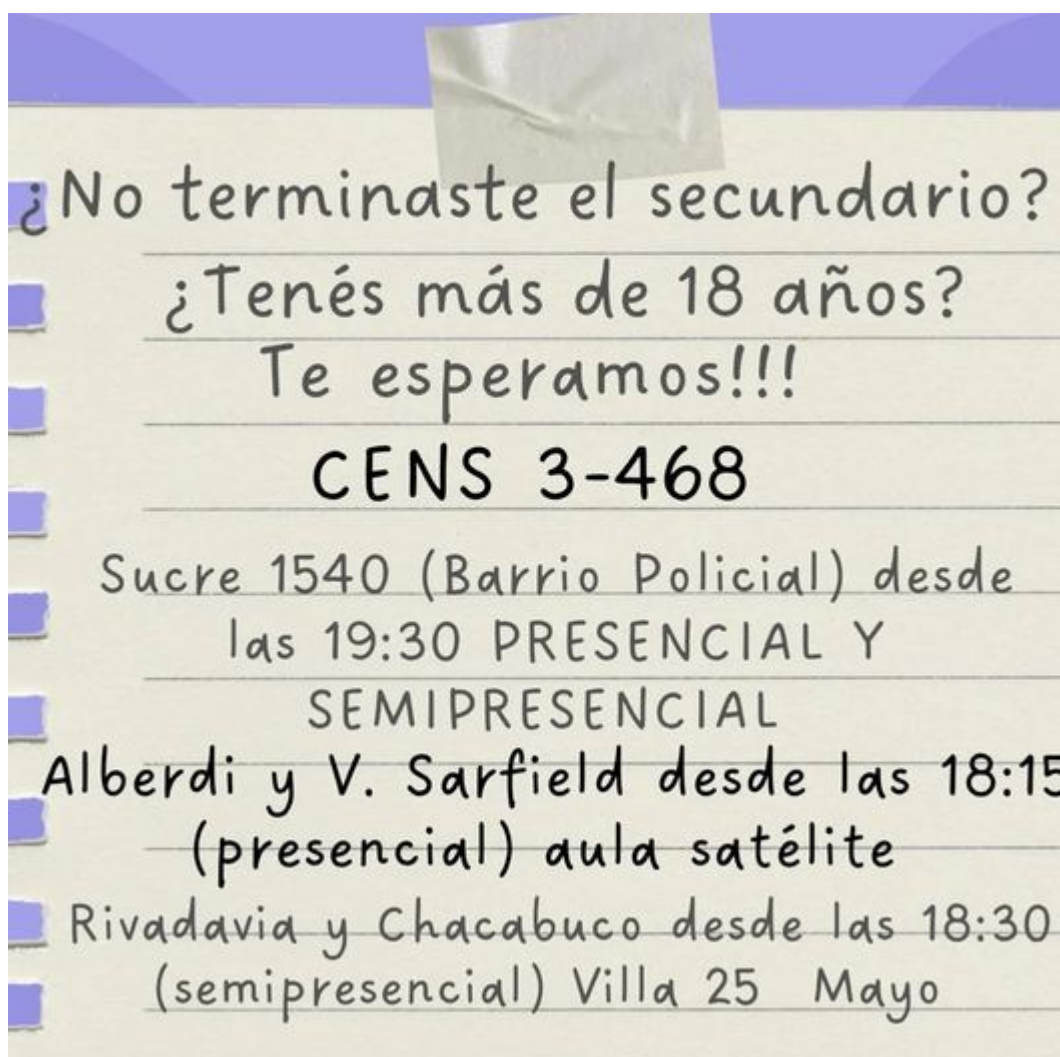 ¿No terminaste el secundario?
¿Tenés más de 18 años?
Te esperamos!!!
CENS 3-468
Sucre 1540 (Barrio Policial) desde
las 19:30 PRESENCIAL Y
SEMIPRESENCIAL
Alberdi y V. Sarfield desde las 18:15
(presencial) aula satélite
Rivadavia y Chacabuco desde las 18:30
(semipresencial) Villa 25 Mayo